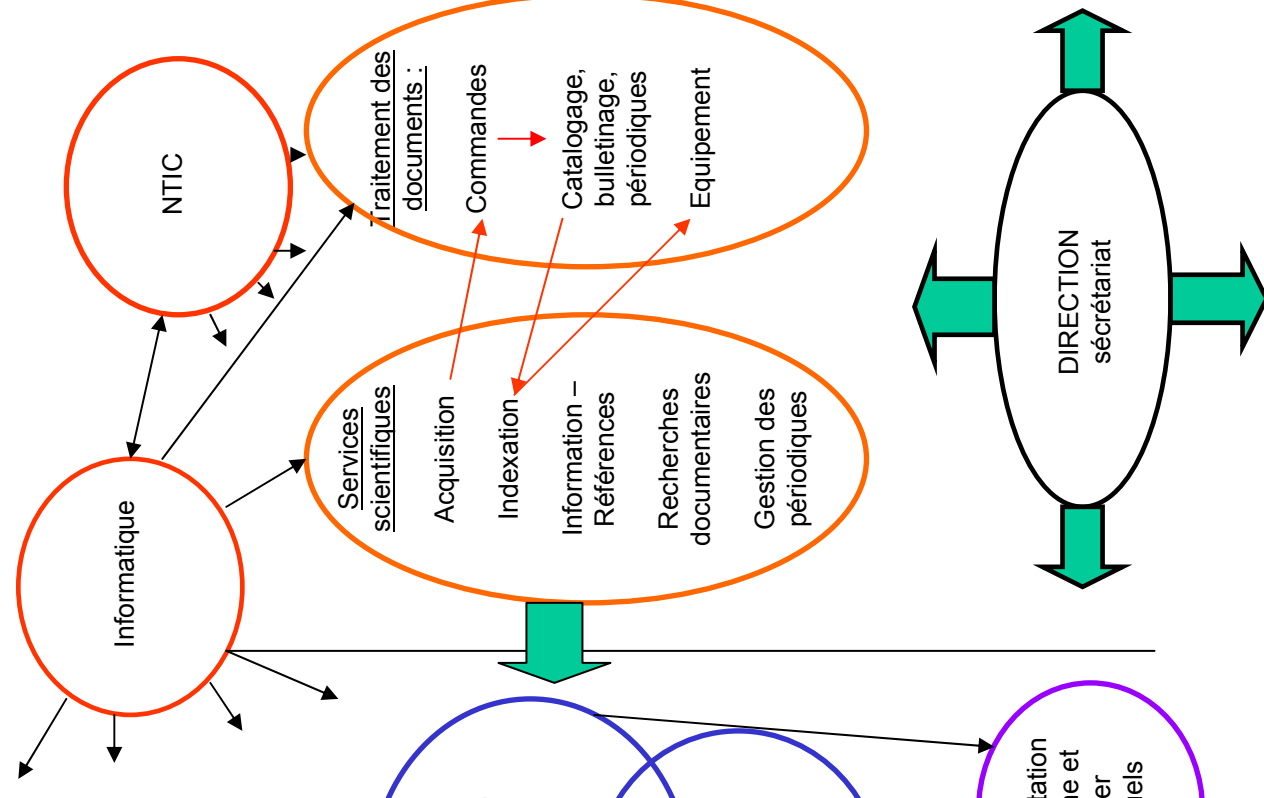 NTIC
Traitement des
documents :
Commandes
Catalogage,
bulletinage,
périodiques
Equipement
Informatique
Services
scientifiques
Acquisition
Indexation
Information –
Références
Recherches
documentaires
Gestion des
périodiques
DIRECTION
sécrétariat